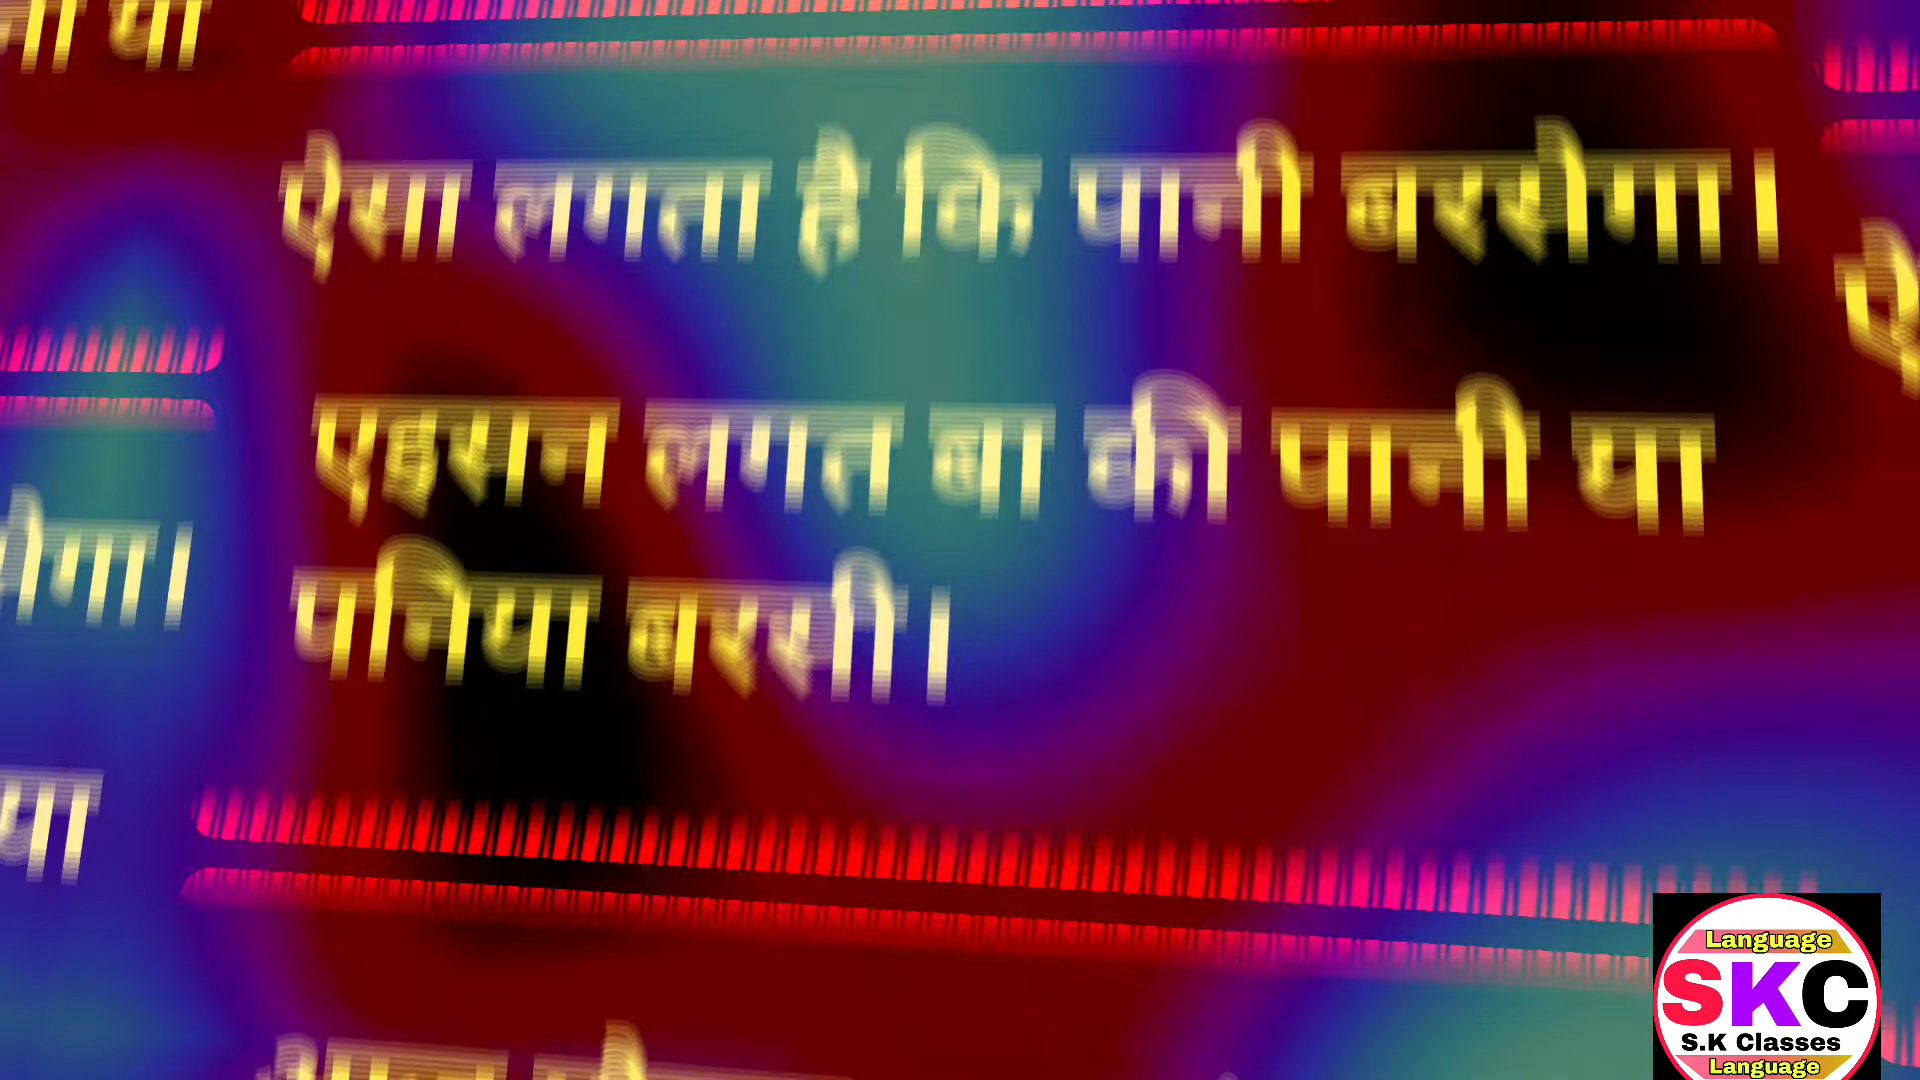 या
ऐसा लगता है कि पानी बरसेगा।
एइसन लगत बा की पानी या
पनिया बरसी।
सेगा।
या
Language
SKC
S.K Classes
Language